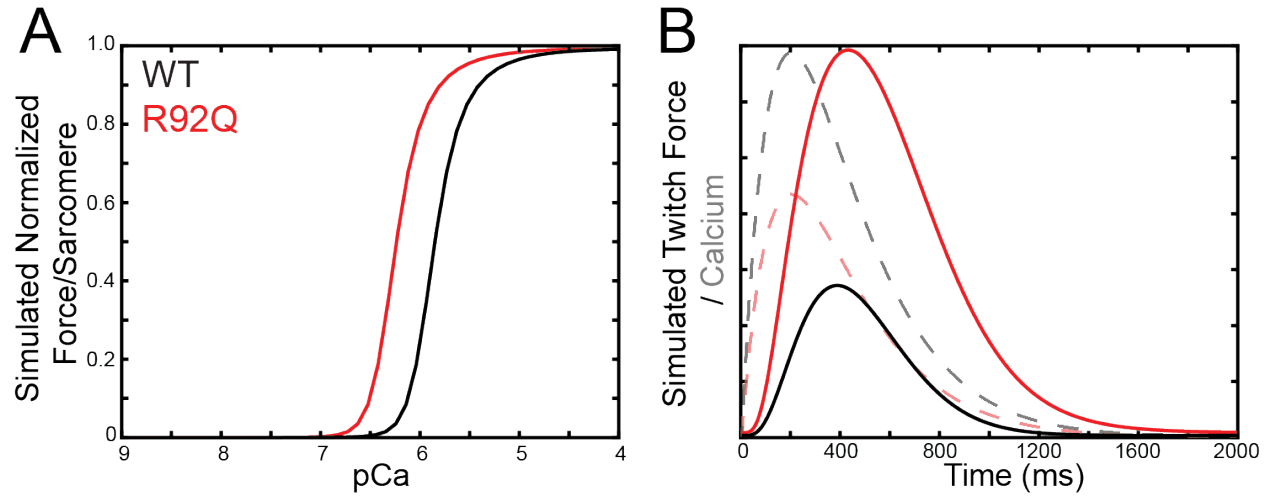 A
Simulated Normalized
Force/Sarcomere
1.0
0.8
0.6
0.4
0.2
0
WT
R92Q
9 8 7 6 5 4
pCa
B
Simulated Twitch Force
/ Calcium
0 400 800 1200 1600 2000
Time (ms)